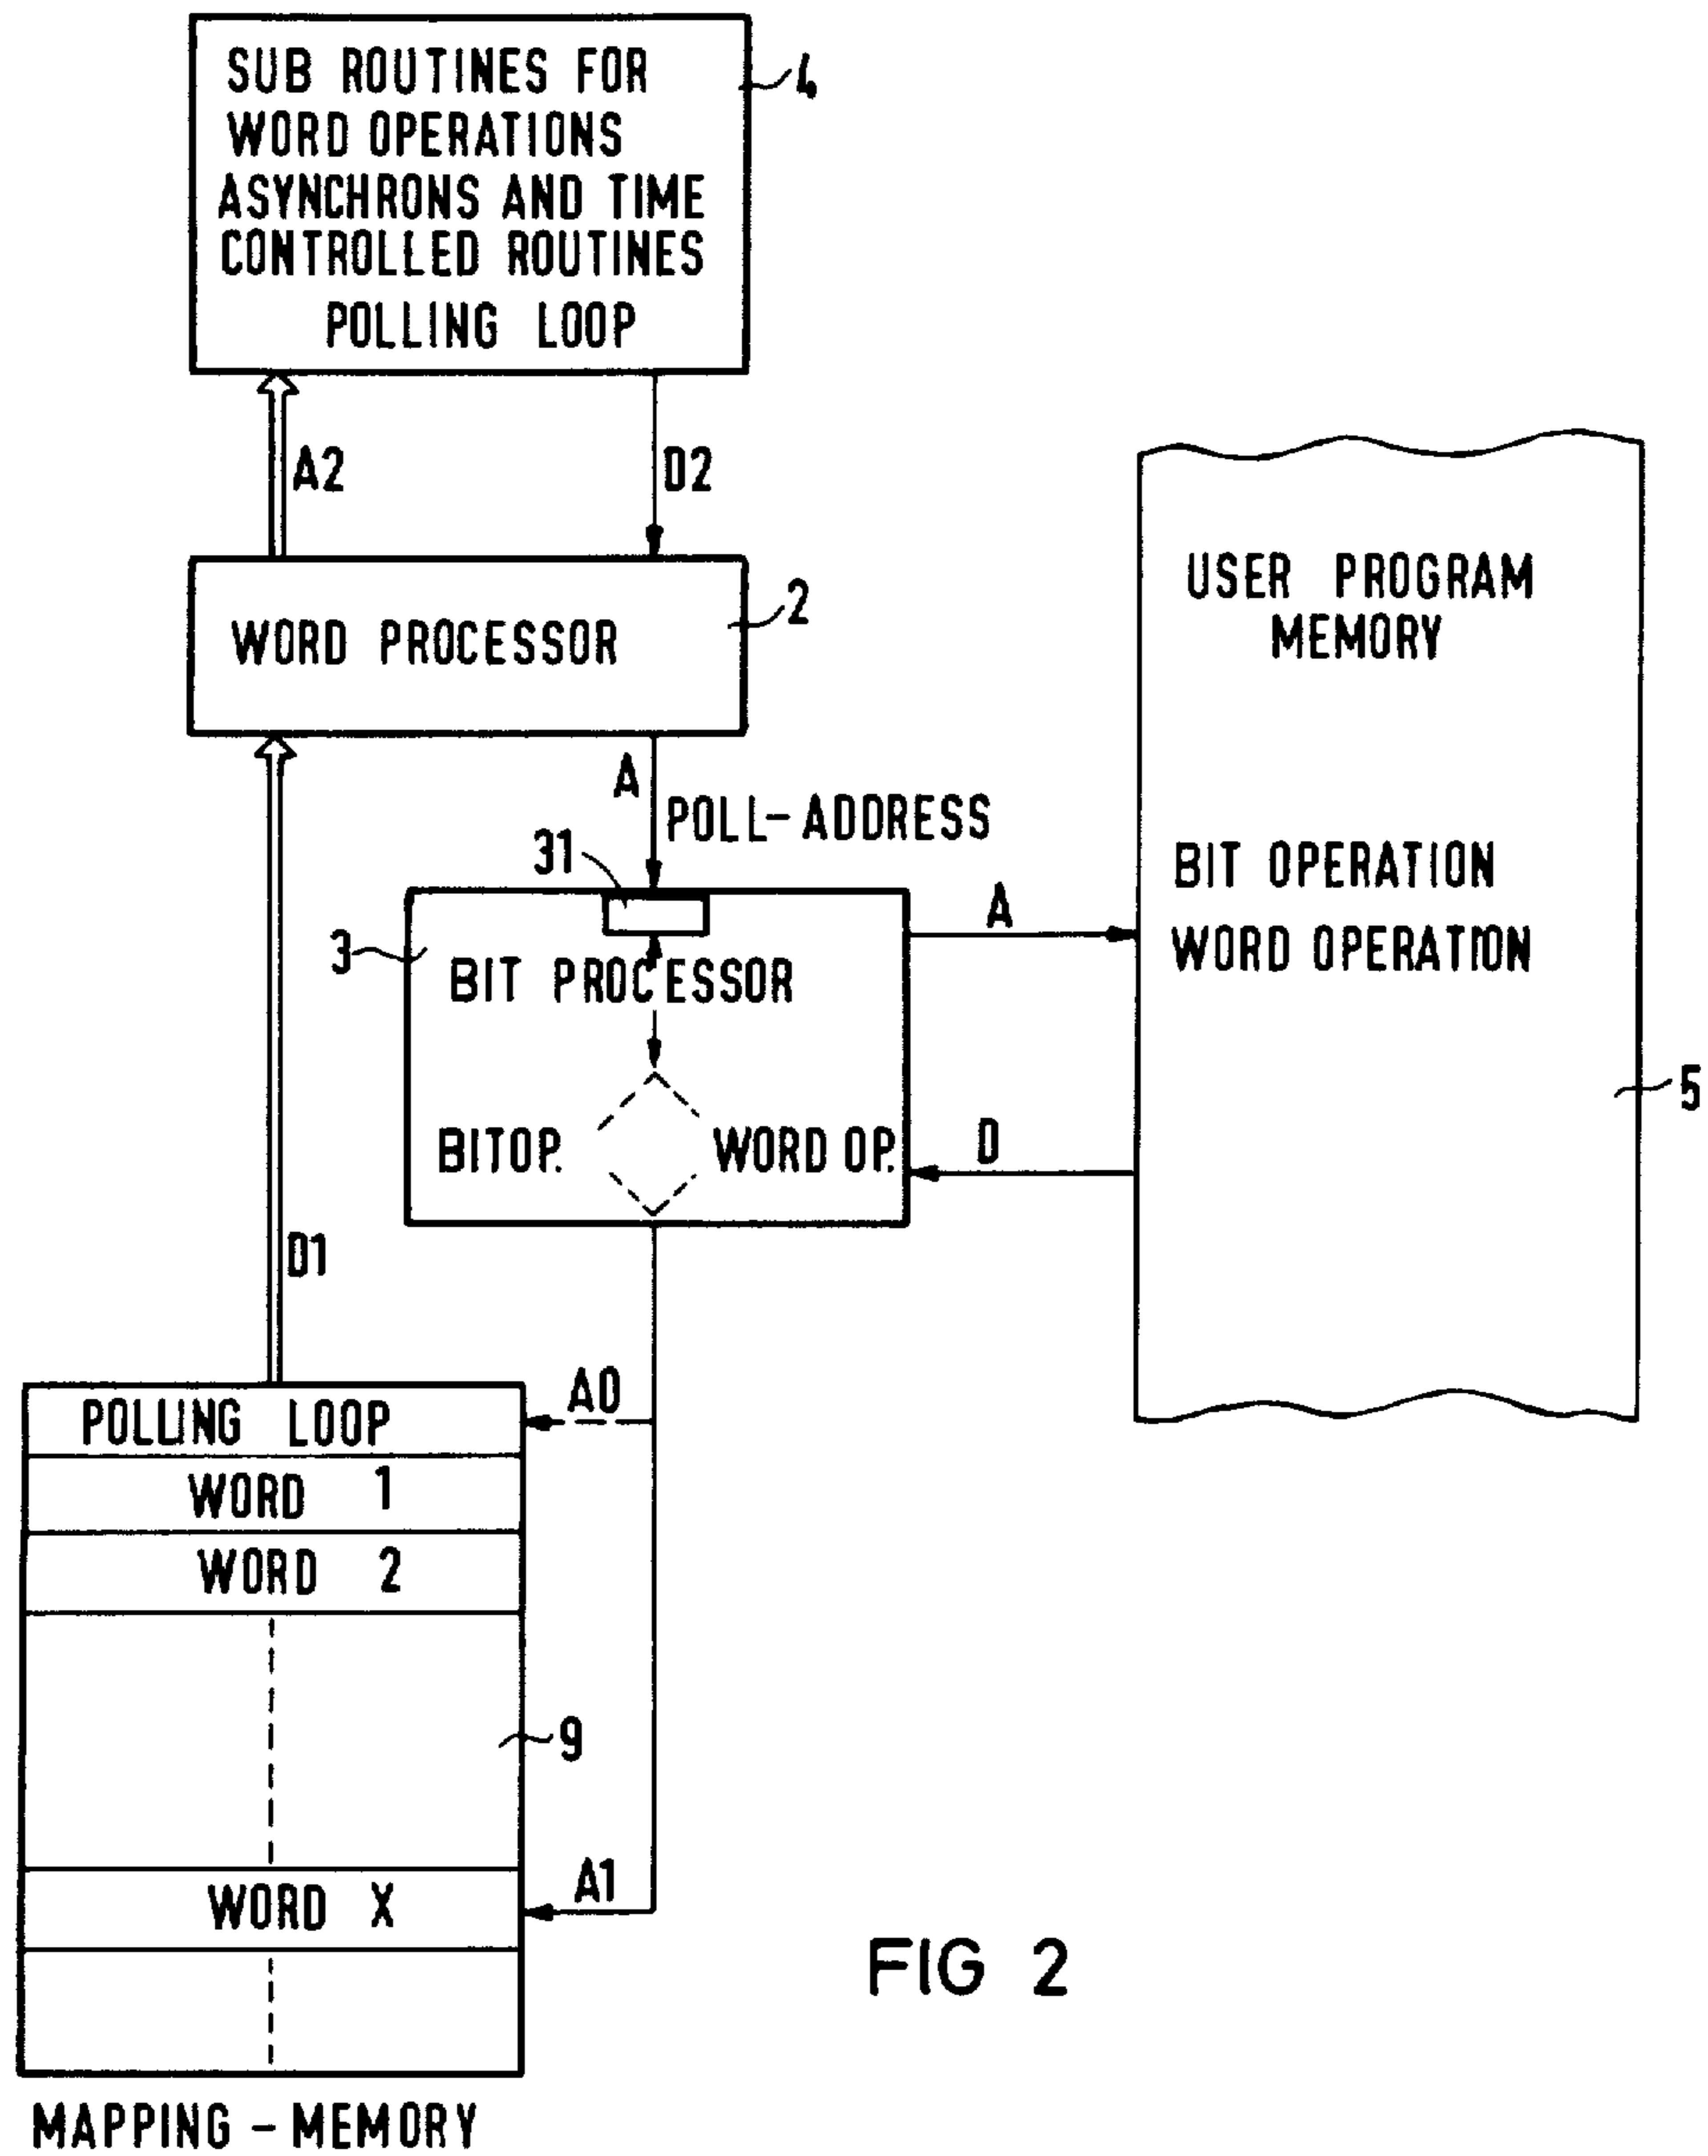 SUB ROUTINES FOR
WORD OPERATIONS
ASYNCHRONS AND TIME
CONTROLLED ROUTINES
POLLING LOOP
4
A2
D2
WORD PROCESSOR
2
A
POLL-ADDRESS
31
3
BIT PROCESSOR
BITOP.
WORD OP.
A
D
USER PROGRAM
MEMORY
BIT OPERATION
WORD OPERATION
5
D1
A0
POLLING LOOP
WORD 1
WORD 2
9
WORD X
A1
MAPPING - MEMORY
FIG 2